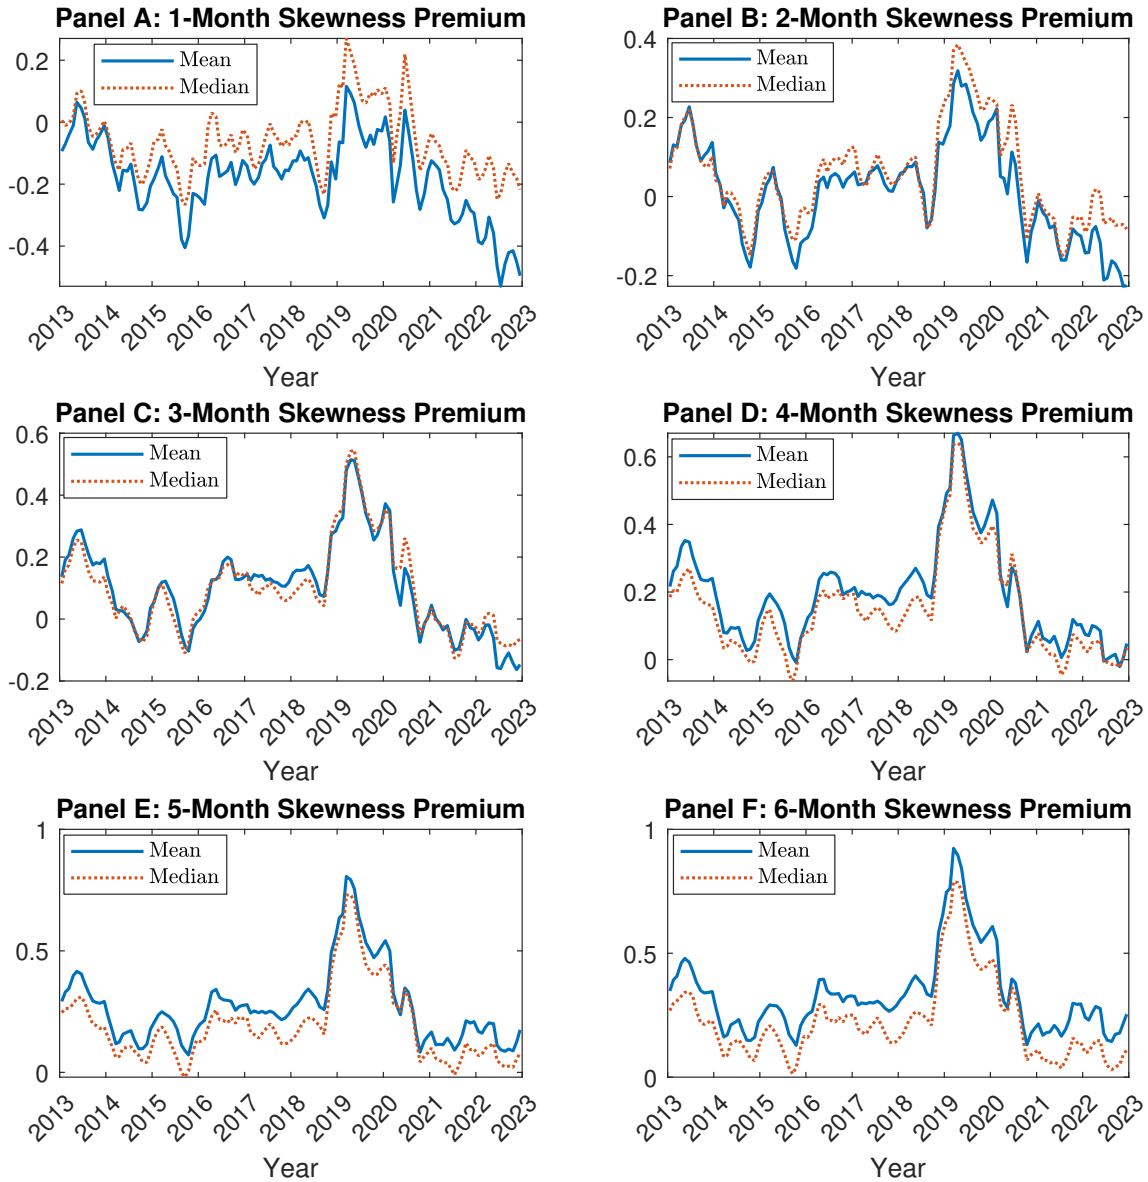 Panel A: 1-Month Skewness Premium
Mean
Median
0.2
0
-0.2
-0.4
2013 2014 2015 2016 2017 2018 2019 2020 2021 2022 2023
Year
Panel B: 2-Month Skewness Premium
Mean
Median
0.4
0.2
0
-0.2
2013 2014 2015 2016 2017 2018 2019 2020 2021 2022 2023
Year
Panel C: 3-Month Skewness Premium
Mean
Median
0.6
0.4
0.2
0
-0.2
2013 2014 2015 2016 2017 2018 2019 2020 2021 2022 2023
Year
Panel D: 4-Month Skewness Premium
Mean
Median
0.6
0.4
0.2
0
2013 2014 2015 2016 2017 2018 2019 2020 2021 2022 2023
Year
Panel E: 5-Month Skewness Premium
Mean
Median
1
0.5
0
2013 2014 2015 2016 2017 2018 2019 2020 2021 2022 2023
Year
Panel F: 6-Month Skewness Premium
Mean
Median
1
0.5
0
2013 2014 2015 2016 2017 2018 2019 2020 2021 2022 2023
Year